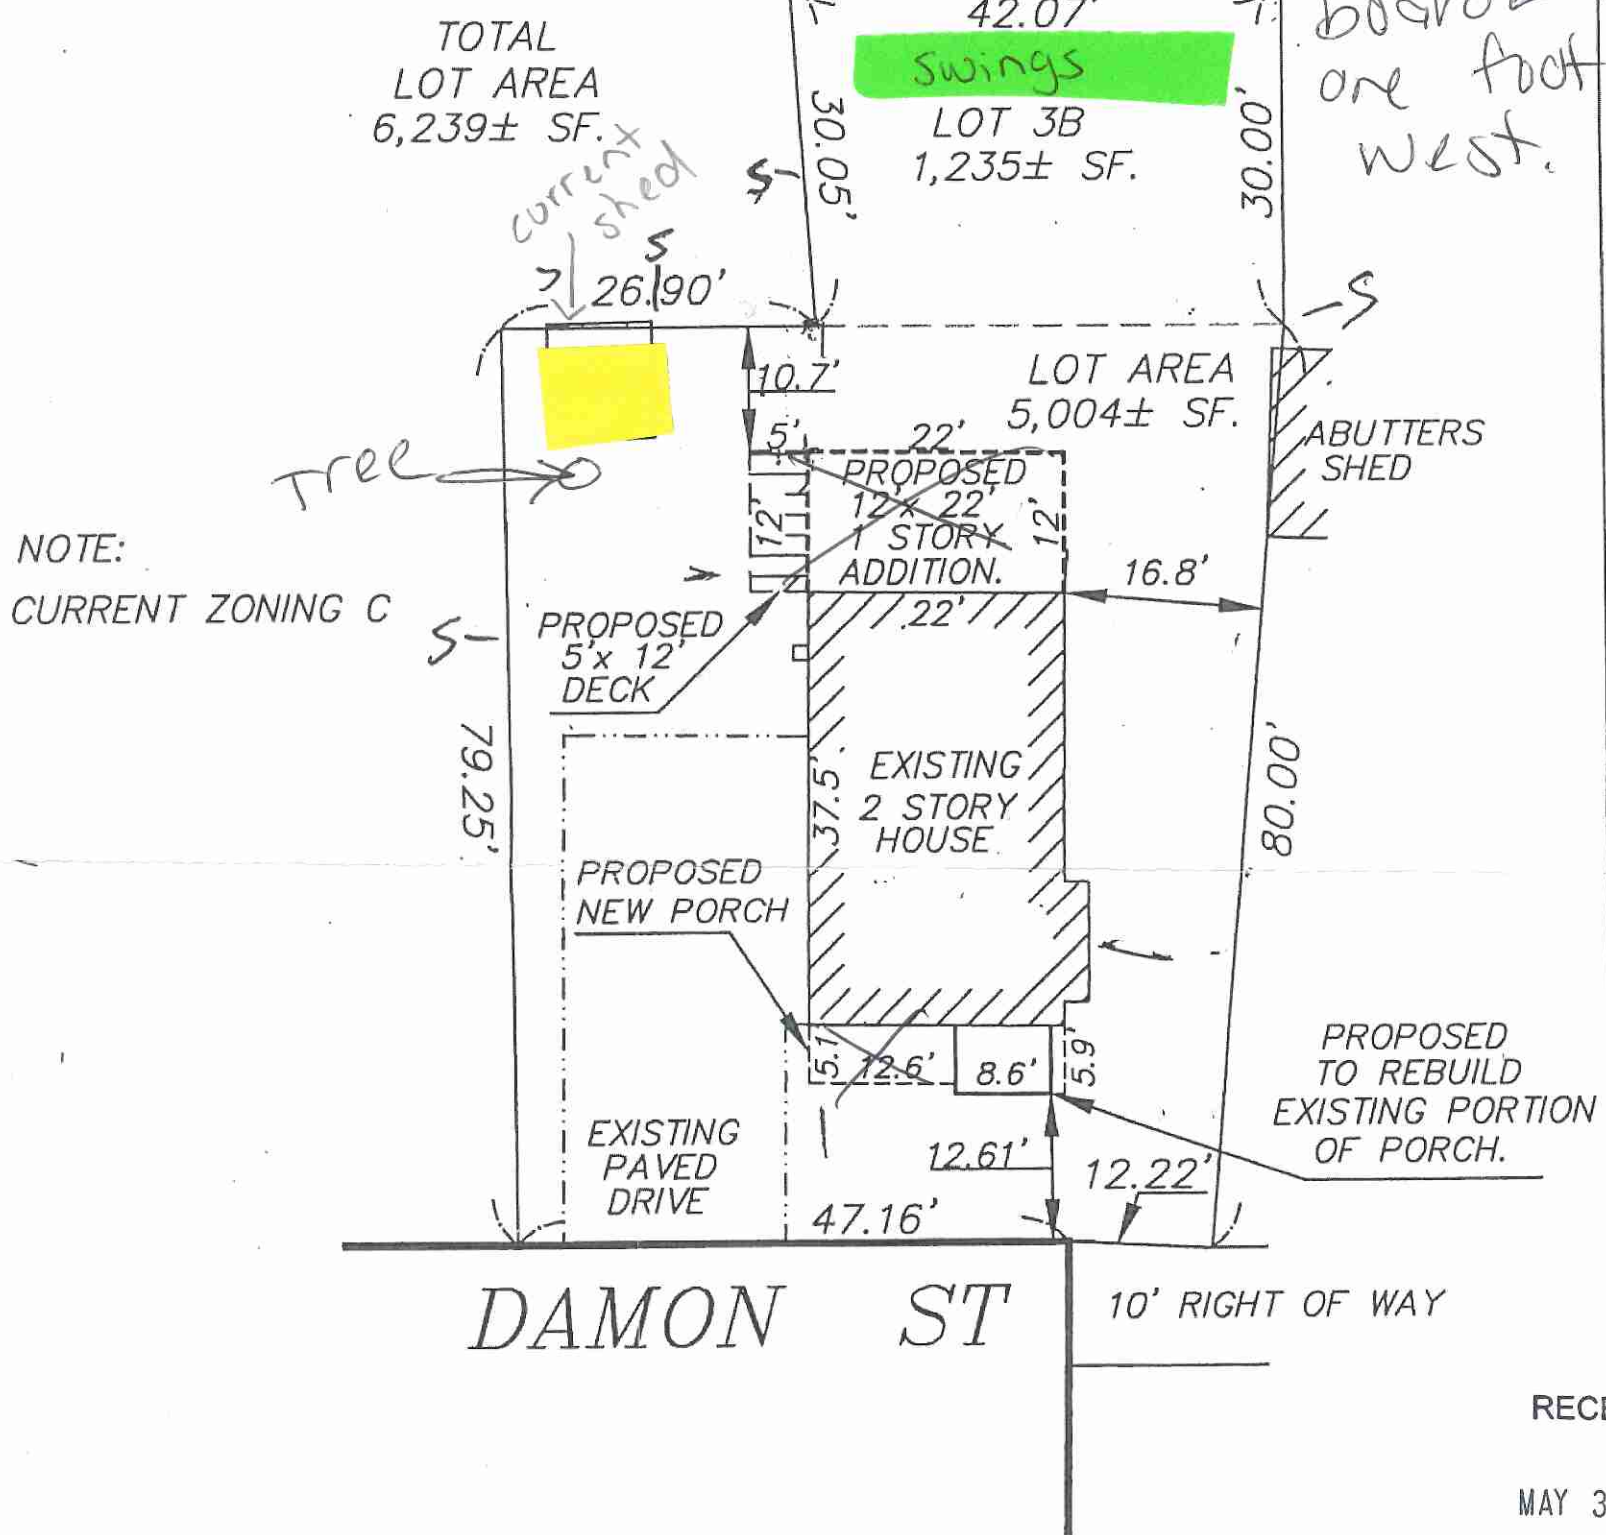 TOTAL
LOT AREA
6,239± SF.
42.07'
swings
LOT 3B
1,235± SF.
30.05'
30.00'
one foot
west.
current
shed
S-
S
26.90'
-S
10.7'
LOT AREA
5,004± SF.
ABUTTERS
SHED
Tree
5'
22'
PROPOSED
12'x 22'
1 STORY
ADDITION.
12'
12'
NOTE:
CURRENT ZONING C
16.8'
S-
PROPOSED
5'x 12'
DECK
22'
79.25'
37.5'
EXISTING
2 STORY
HOUSE
80.00'
PROPOSED
NEW PORCH
5.1'
12.6'
8.6'
5.9'
PROPOSED
TO REBUILD
EXISTING PORTION
OF PORCH.
EXISTING
PAVED
DRIVE
12.61'
12.22'
47.16'
DAMON ST
10' RIGHT OF WAY
MAY 3